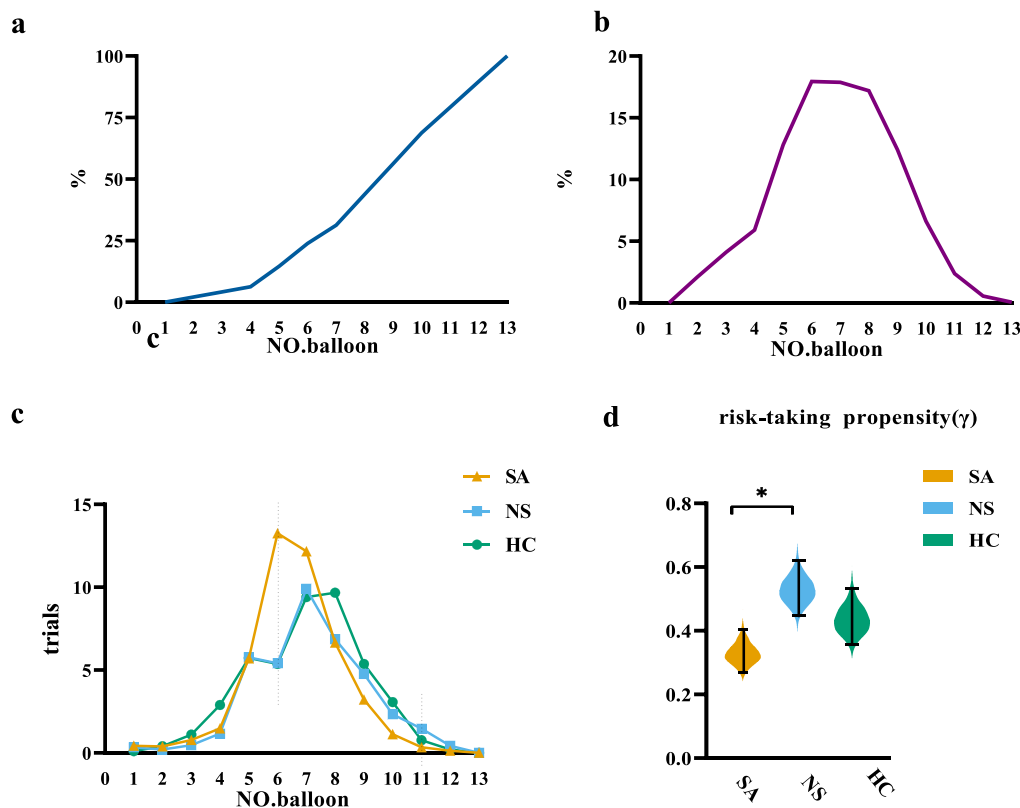 a
100
75
50
25
0
%
0 1 2 3 4 5 6 7 8 9 10 11 12 13
c
NO.balloon
b
20
15
10
5
0
%
0 1 2 3 4 5 6 7 8 9 10 11 12 13
NO.balloon
c
SA
NS
HC
15
10
5
0
trials
0 1 2 3 4 5 6 7 8 9 10 11 12 13
NO.balloon
d
risk-taking propensity(γ)
SA
NS
HC
0.8
0.6
0.4
0.2
0.0
*
SA
NS
HC